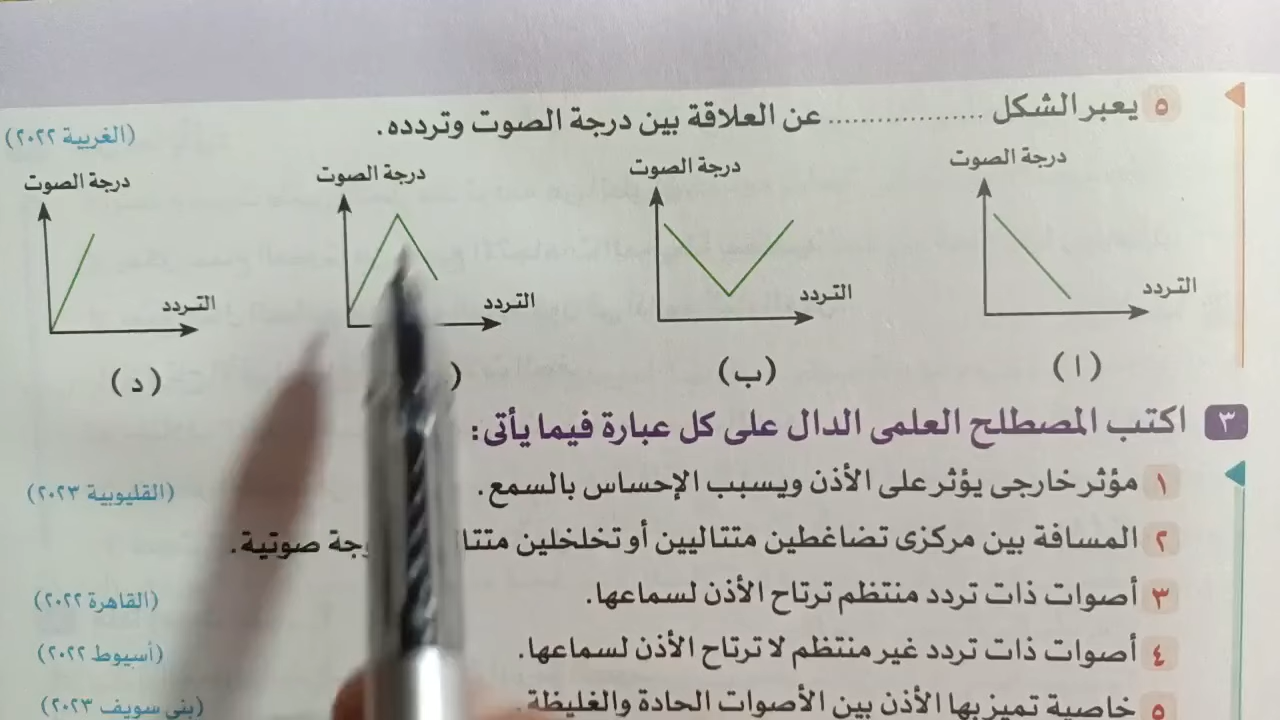 ٥ يعبر الشكل .................. عن العلاقة بين درجة الصوت وتردده. (الغربية ٢٠٢٢)
درجة الصوت درجة الصوت درجة الصوت درجة الصوت
التردد التردد التردد التردد
(ا) (ب) ) (د)
٣ اكتب المصطلح العلمى الدال على كل عبارة فيما يأتى:
١ مؤثر خارجى يؤثر على الأذن ويسبب الإحساس بالسمع. (القليوبية ٢٠٢٣)
٢ المسافة بين مركزى تضاغطين متتاليين أو تخلخلين صوتية.
٣ أصوات ذات تردد منتظم ترتاح الأذن لسماعها. (القاهرة ٢٠٢٢)
٤ أصوات ذات تردد غير منتظم لا ترتاح الأذن لسماعها. (أسيوط ٢٠٢٢)
٥ خاصية تميز بها الأذن بين الأصوات الحادة والغليظة. (بنى سويف ٢٠٢٣)